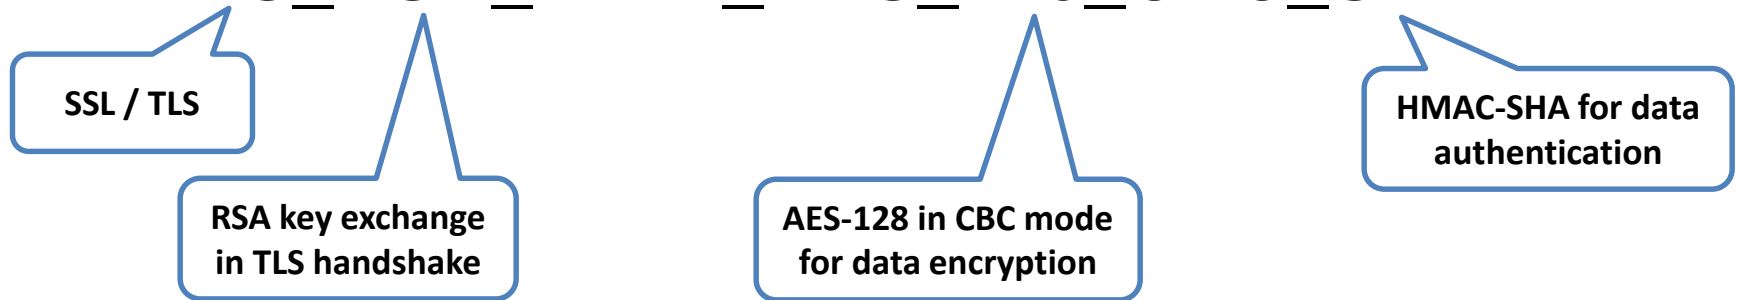 SSL / TLS
HMAC-SHA for data
authentication
RSA key exchange
in TLS handshake
AES-128 in CBC mode
for data encryption